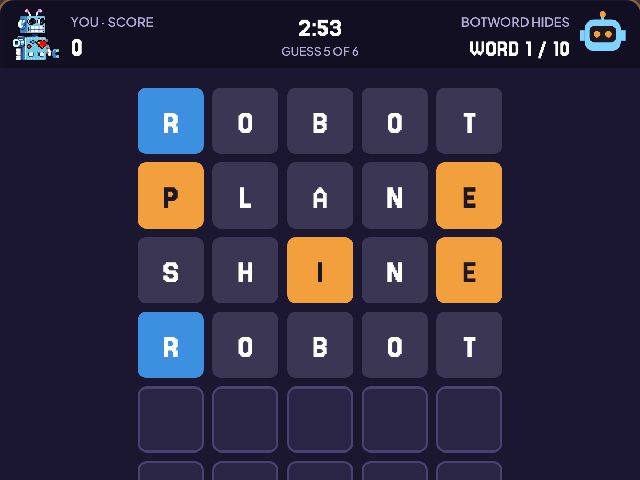 YOU · SCORE
0
2:53
GUESS 5 OF 6
BOTWORD HIDES
WORD 1 / 10
R O B O T
P L A N E
S H I N E
R O B O T